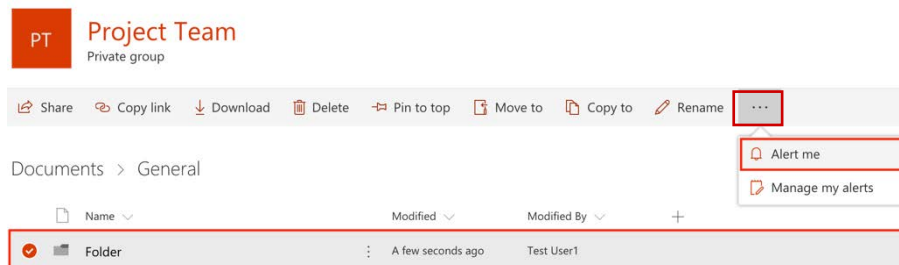 PT
Project Team
Private group
Share Copy link Download Delete Pin to top Move to Copy to Rename ...
Alert me
Manage my alerts
Documents > General
Name Modified Modified By +
Folder A few seconds ago Test User1